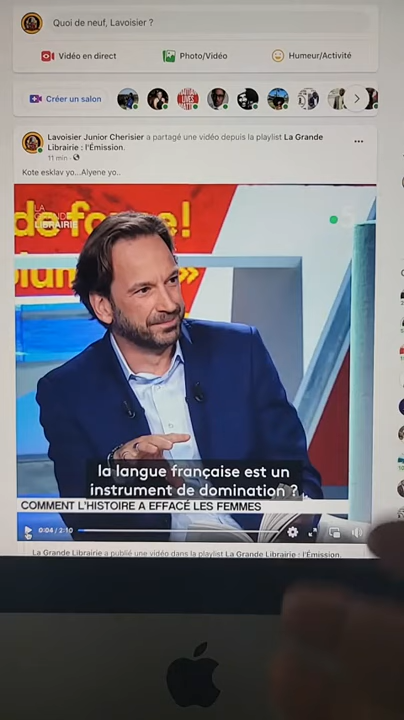 Quoi de neuf, Lavoisier ?
Vidéo en direct
Photo/Vidéo
Humeur/Activité
Créer un salon
Lavoisier Junior Cherisier a partagé une vidéo depuis la playlist La Grande
Librairie : l'Émission.
11 min
Kote esklav yo...Alyene yo..
LA
GRANDE
LIBRAIRIE
de forme!
la langue française est un
instrument de domination ?
COMMENT L'HISTOIRE A EFFACÉ LES FEMMES
0:04 / 2:10
La Grande Librairie a publié une vidéo dans la playlist La Grande Librairie : l'Émission.